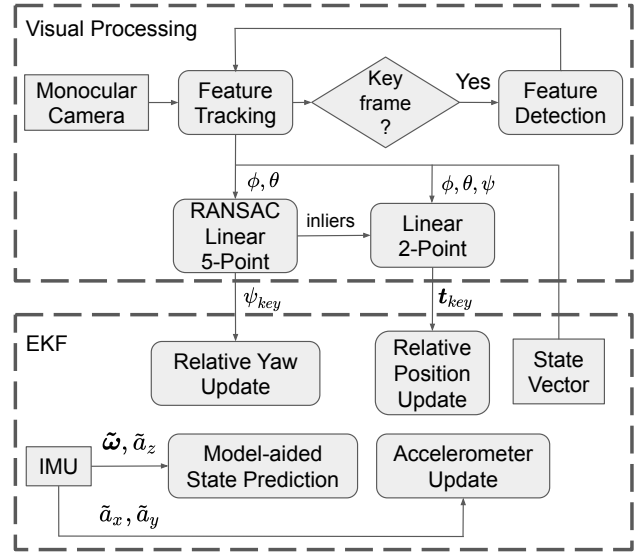 Visual Processing
Monocular
Camera
Feature
Tracking
Key
frame
?
Yes
Feature
Detection
ϕ, θ
ϕ, θ, ψ
RANSAC
Linear
5-Point
inliers
Linear
2-Point
ψ_key
t_key
EKF
Relative Yaw
Update
Relative
Position
Update
State
Vector
IMU
ω̃, ã_z
Model-aided
State Prediction
Accelerometer
Update
ã_x, ã_y